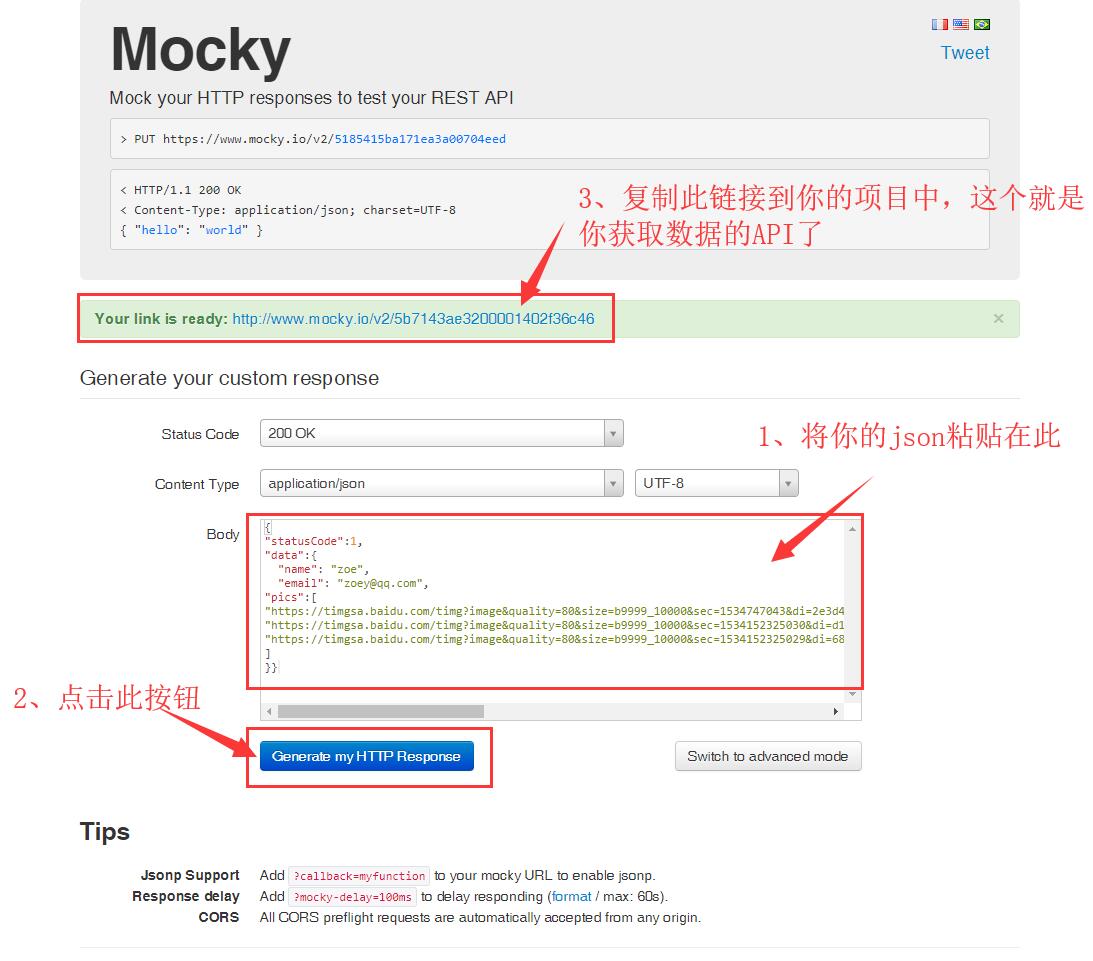 Mocky
Tweet
Mock your HTTP responses to test your REST API
> PUT https://www.mocky.io/v2/5185415ba171ea3a00704eed
< HTTP/1.1 200 OK
< Content-Type: application/json; charset=UTF-8
{ "hello": "world" }
3、复制此链接到你的项目中，这个就是
你获取数据的API了
Your link is ready: http://www.mocky.io/v2/5b7143ae3200001402f36c46 ×
Generate your custom response
Status Code 200 OK
1、将你的json粘贴在此
Content Type application/json UTF-8
Body
{
"statusCode":1,
"data":{
"name": "zoe",
"email": "zoey@qq.com",
"pics":[
"https://timgsa.baidu.com/timg?image&quality=80&size=b9999_10000&sec=1534747043&di=2e3d4
"https://timgsa.baidu.com/timg?image&quality=80&size=b9999_10000&sec=1534152325030&di=d1
"https://timgsa.baidu.com/timg?image&quality=80&size=b9999_10000&sec=1534152325029&di=68
]
}}
2、点击此按钮
Generate my HTTP Response Switch to advanced mode
Tips
Jsonp Support Add ?callback=myfunction to your mocky URL to enable jsonp.
Response delay Add ?mocky-delay=100ms to delay responding (format / max: 60s).
CORS All CORS preflight requests are automatically accepted from any origin.